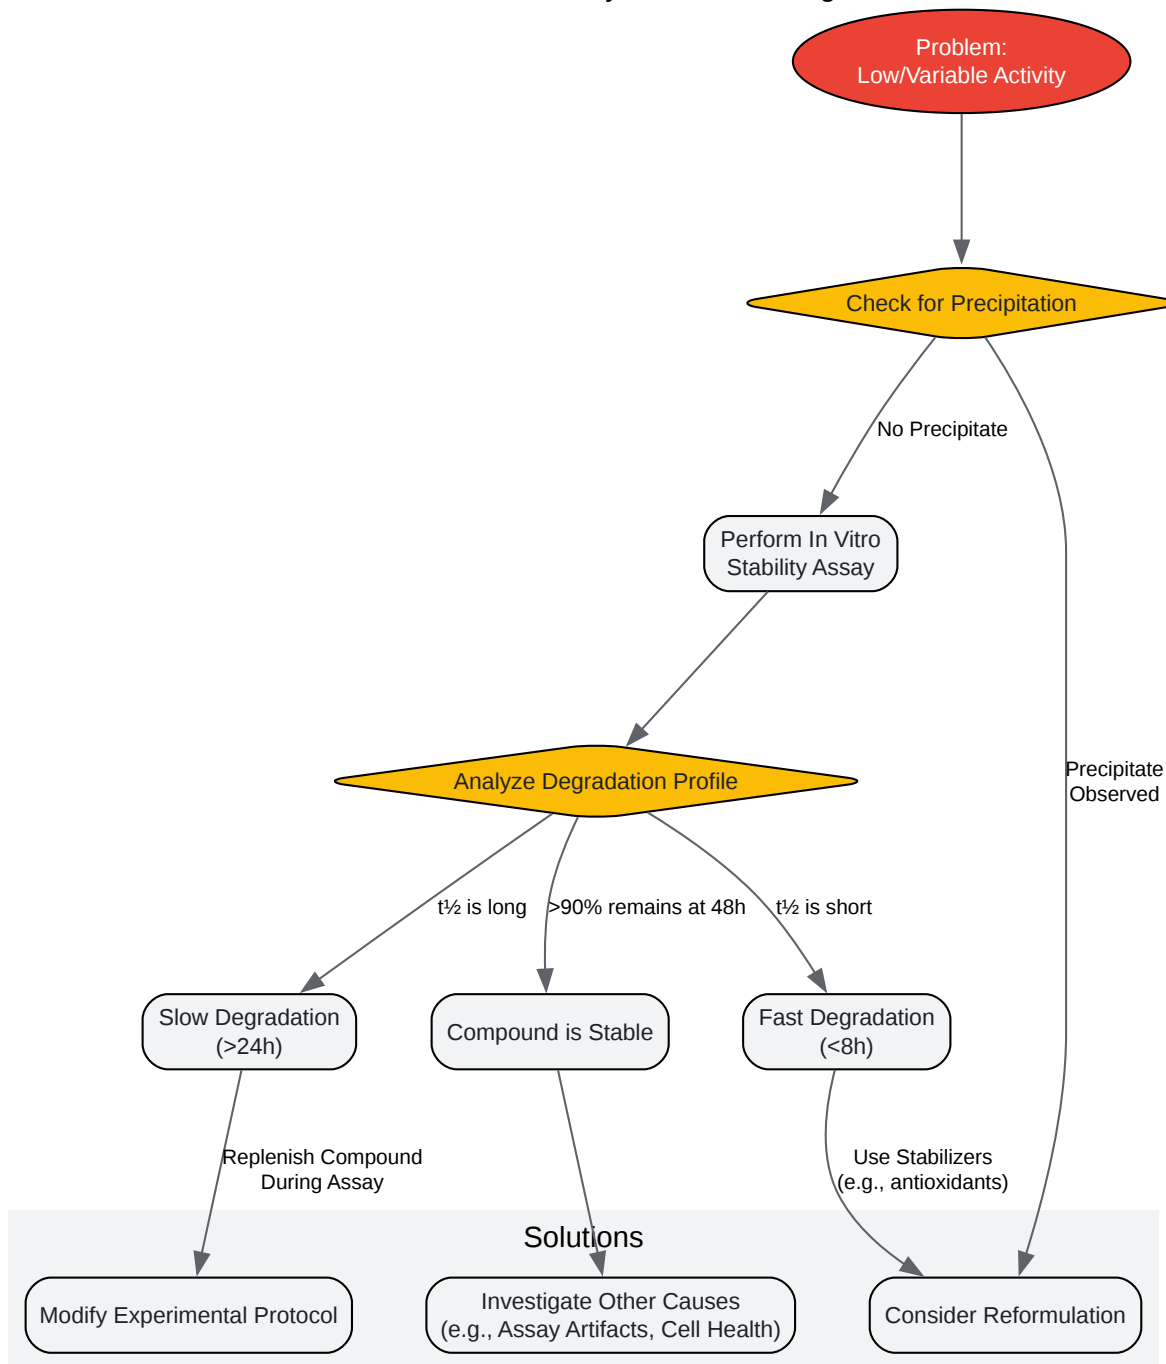 Problem:
Low/Variable Activity
Check for Precipitation
No Precipitate
Perform In Vitro
Stability Assay
Precipitate
Observed
Analyze Degradation Profile
t½ is long
>90% remains at 48h
t½ is short
Slow Degradation
(>24h)
Compound is Stable
Fast Degradation
(<8h)
Replenish Compound
During Assay
Use Stabilizers
(e.g., antioxidants)
Solutions
Modify Experimental Protocol
Investigate Other Causes
(e.g., Assay Artifacts, Cell Health)
Consider Reformulation